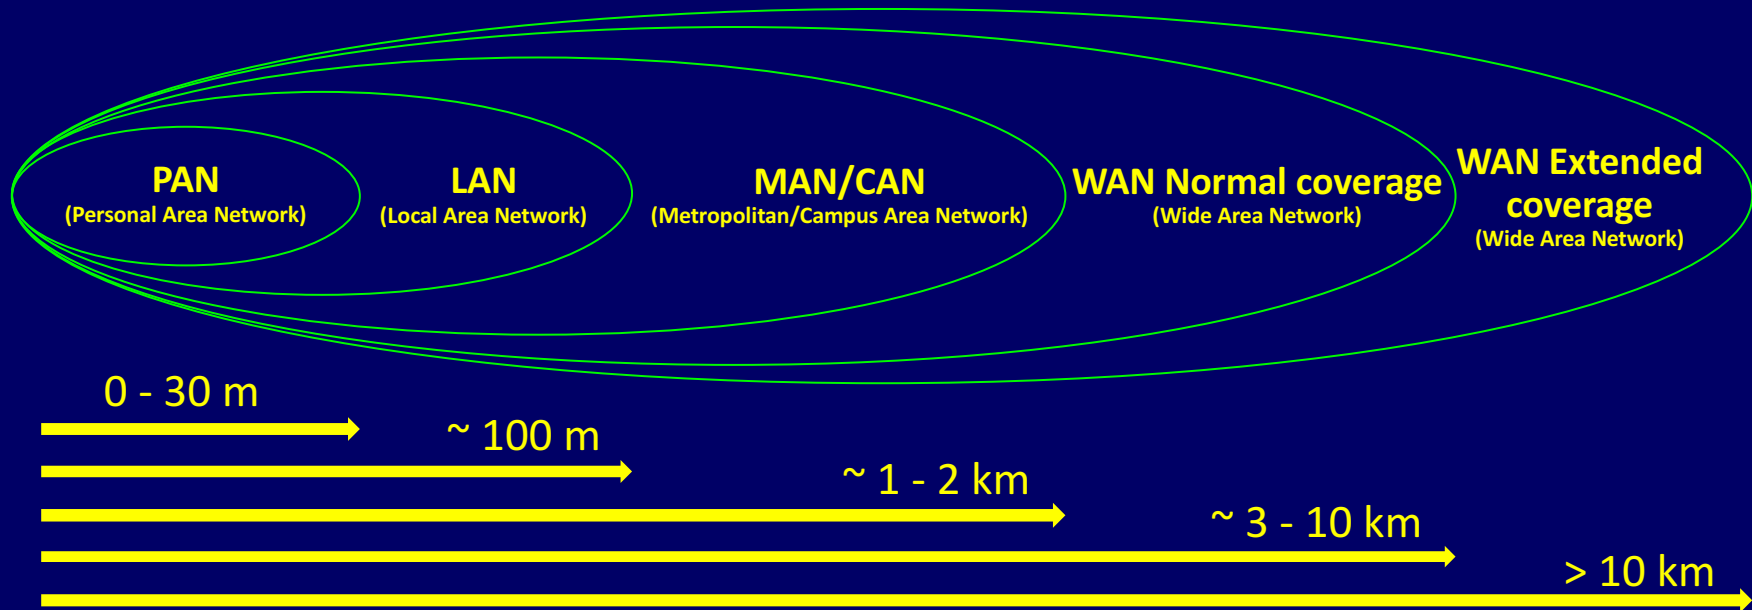 PAN
(Personal Area Network)
LAN
(Local Area Network)
MAN/CAN
(Metropolitan/Campus Area Network)
WAN Normal coverage
(Wide Area Network)
WAN Extended
coverage
(Wide Area Network)
0 - 30 m
~ 100 m
~ 1 - 2 km
~ 3 - 10 km
> 10 km